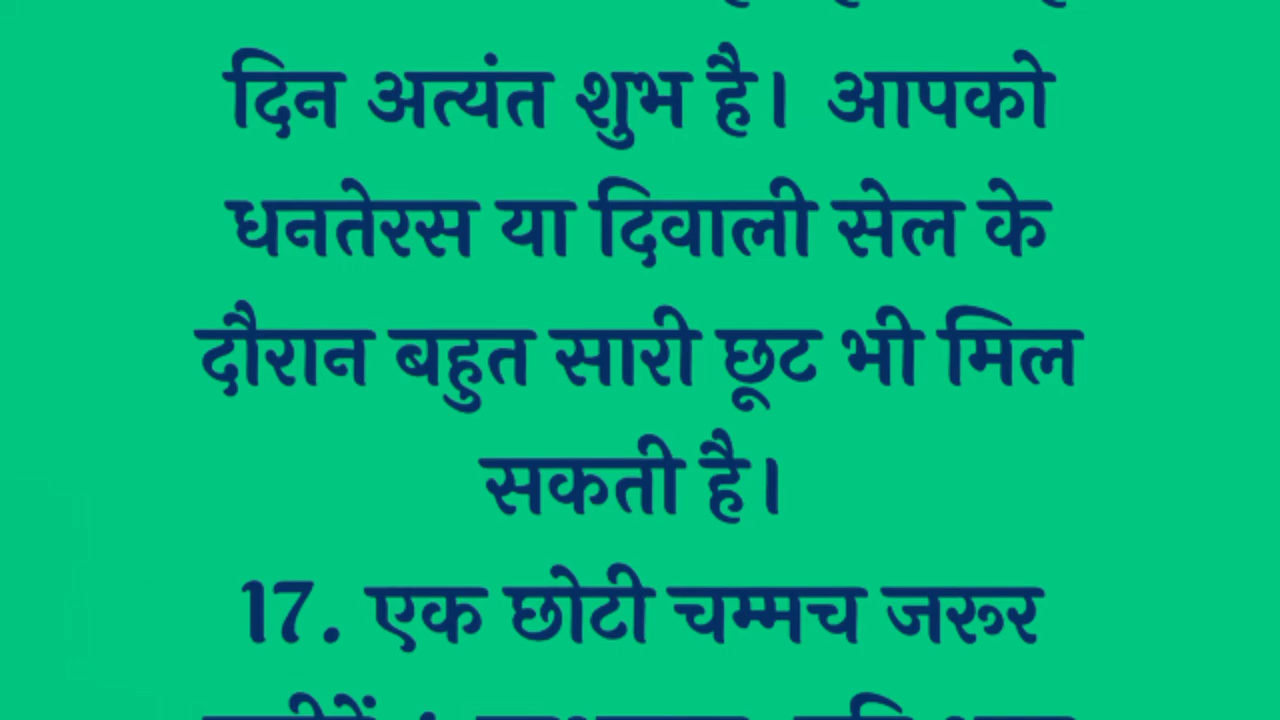 दिन अत्यंत शुभ है। आपको
धनतेरस या दिवाली सेल के
दौरान बहुत सारी छूट भी मिल
सकती है।
17. एक छोटी चम्मच जरूर